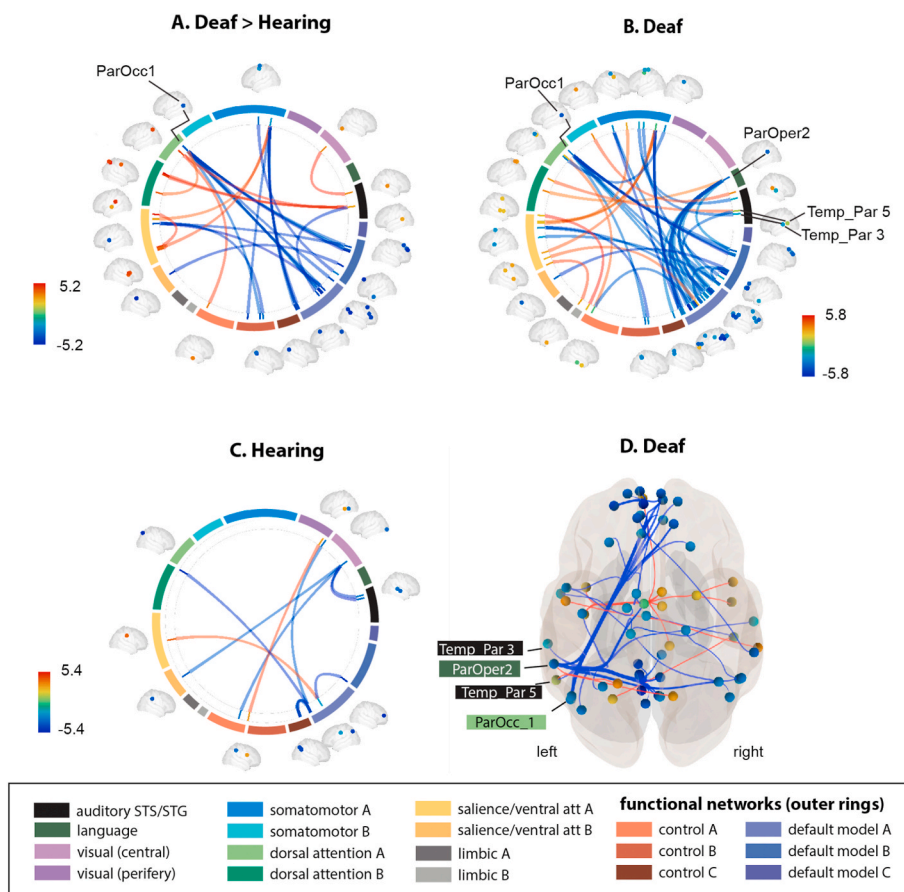 A. Deaf > Hearing
B. Deaf
ParOcc1
ParOcc1
ParOper2
Temp_Par 5
Temp_Par 3
5.2
-5.2
5.8
-5.8
C. Hearing
D. Deaf
5.4
-5.4
Temp_Par 3
ParOper2
Temp_Par 5
ParOcc_1
left
right
auditory STS/STG
language
visual (central)
visual (perifery)
somatomotor A
somatomotor B
dorsal attention A
dorsal attention B
salience/ventral att A
salience/ventral att B
limbic A
limbic B
functional networks (outer rings)
control A
control B
control C
default model A
default model B
default model C